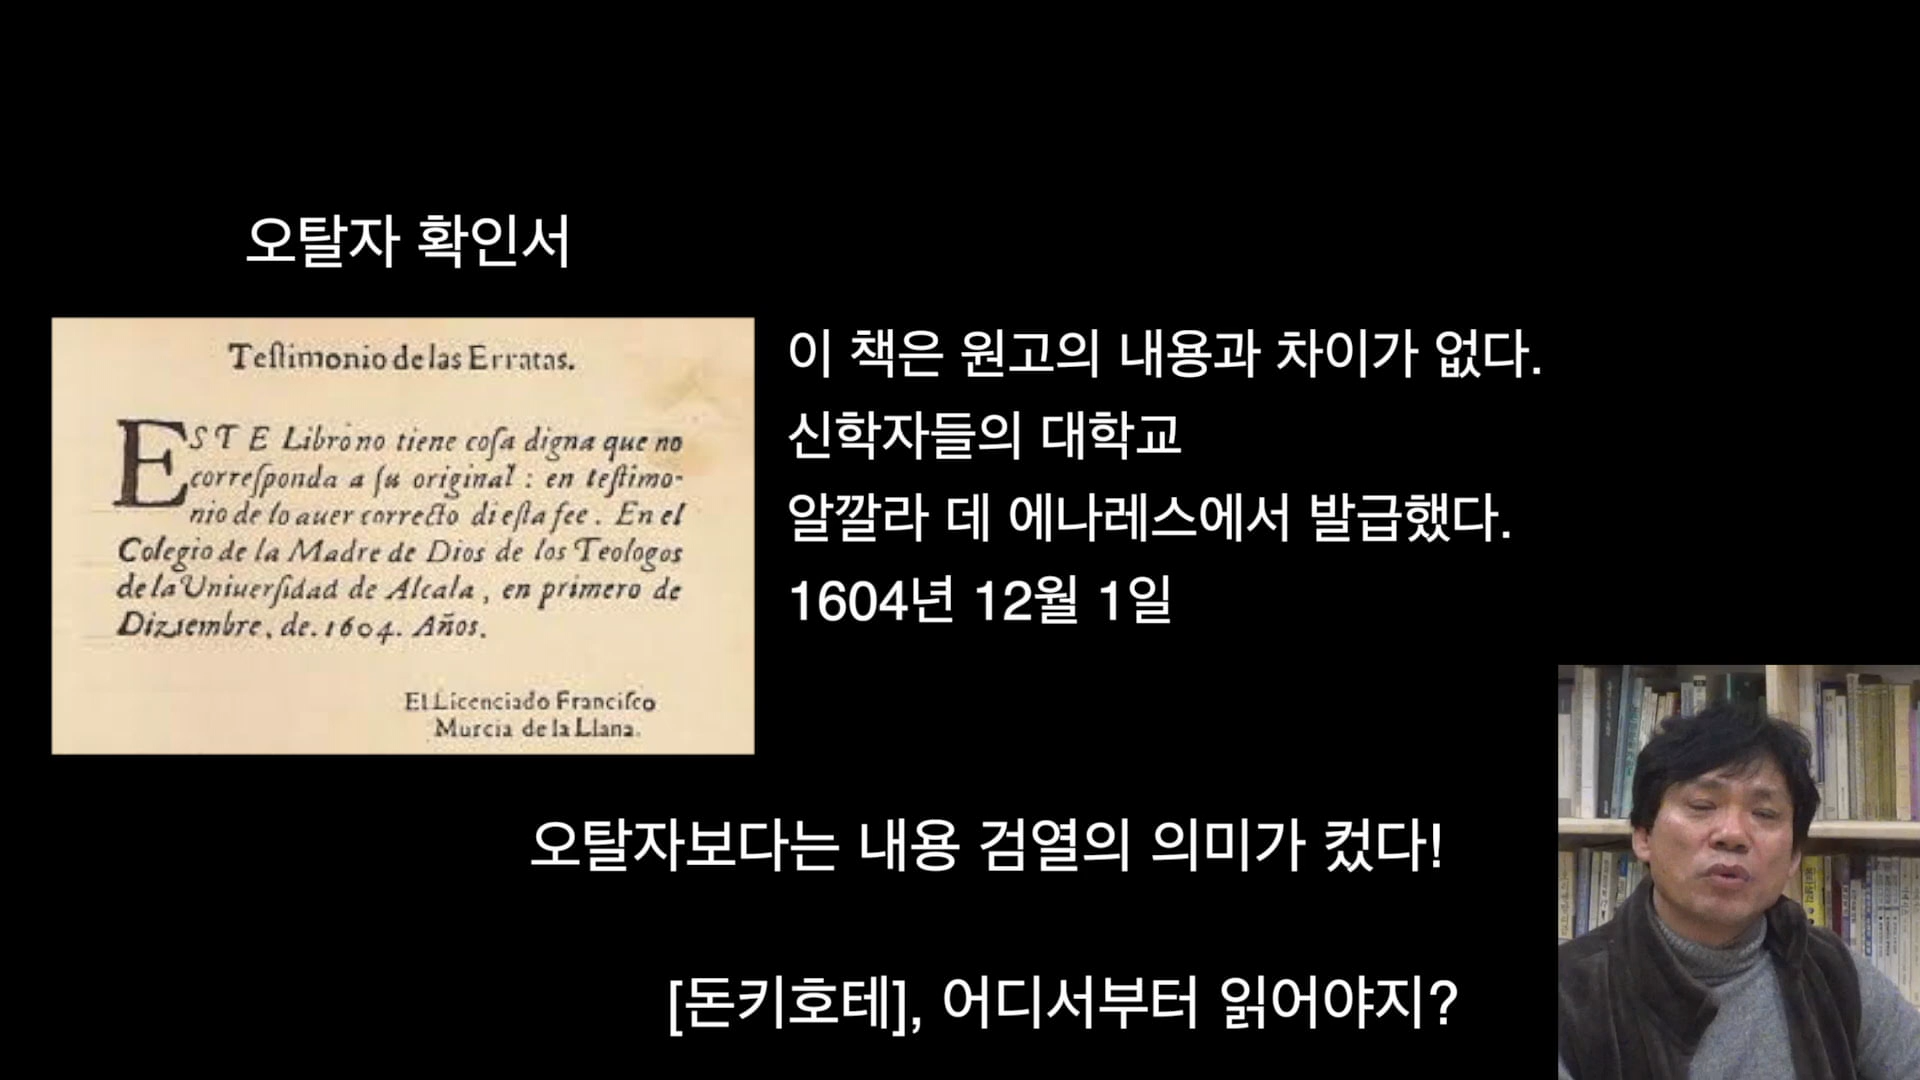 오탈자 확인서
Teſtimonio de las Erratas.
ESTE Libro no tiene coſa digna que no
correſponda a ſu original : en teſtimo-
nio de lo auer correcto di eſta fee . En el
Colegio de la Madre de Dios de los Teologos
de la Uniuerſidad de Alcala , en primero de
Diziembre, de. 1604. Años.
El Licenciado Franciſco
Murcia de la Llana.
이 책은 원고의 내용과 차이가 없다.
신학자들의 대학교
알깔라 데 에나레스에서 발급했다.
1604년 12월 1일
오탈자보다는 내용 검열의 의미가 컸다!
[돈키호테], 어디서부터 읽어야지?